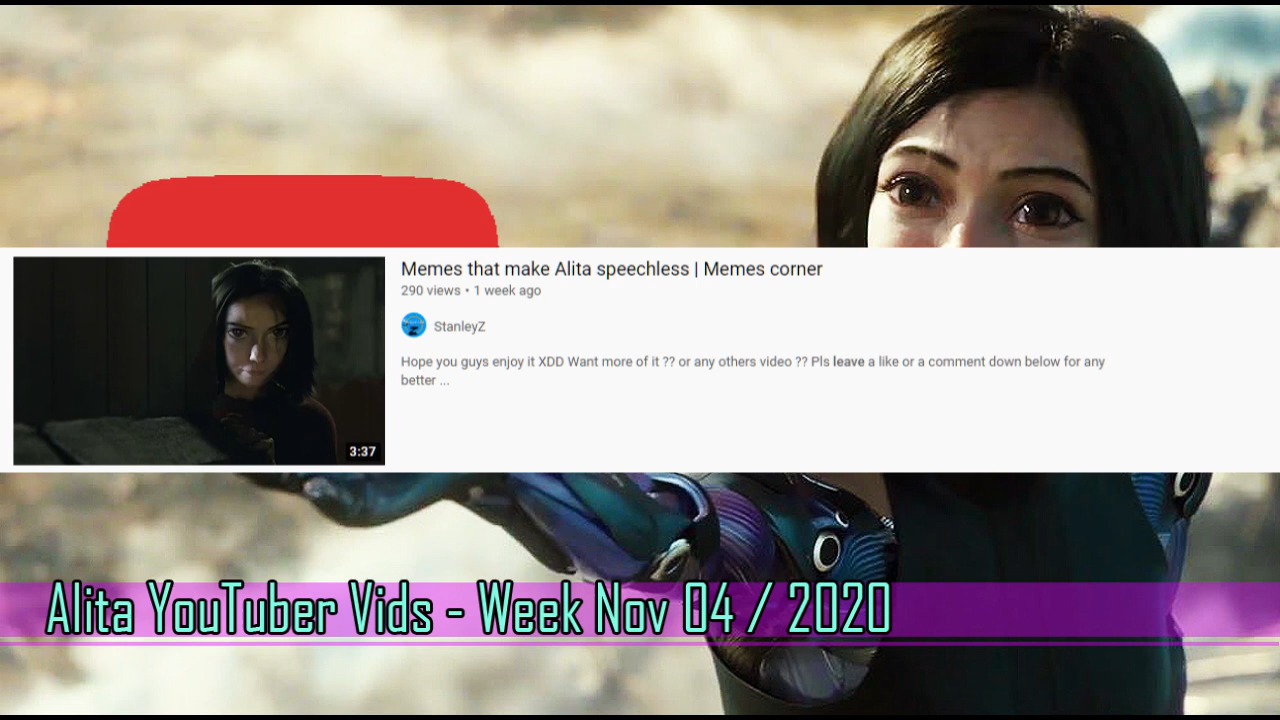 Memes that make Alita speechless | Memes corner
290 views • 1 week ago
StanleyZ
Hope you guys enjoy it XDD Want more of it ?? or any others video ?? Pls leave a like or a comment down below for any
better ...
3:37
Alita YouTuber Vids - Week Nov 04 / 2020